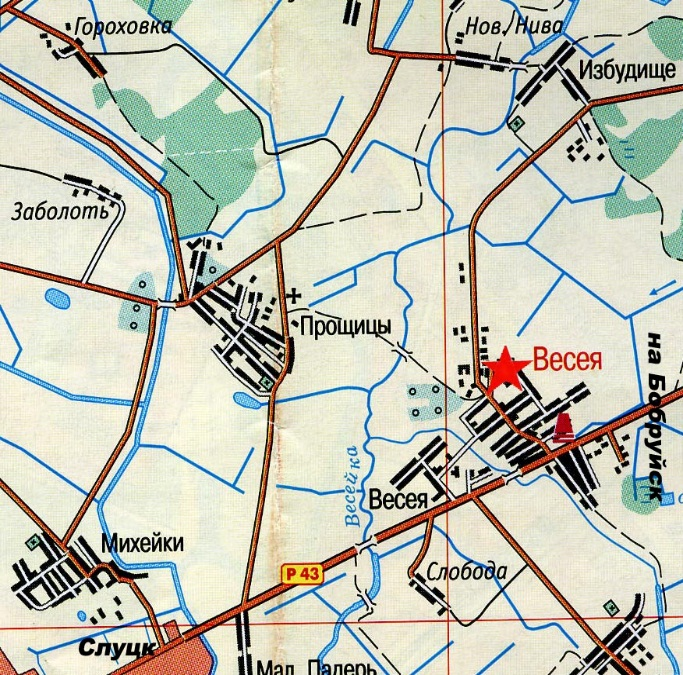 Гороховка
Нов. Нива
Избудище
Заболоть
Прощицы
Весея
на Бобруйск
Весейка
Весея
Михейки
Р 43
Слобода
Слуцк
Мал. Падерь